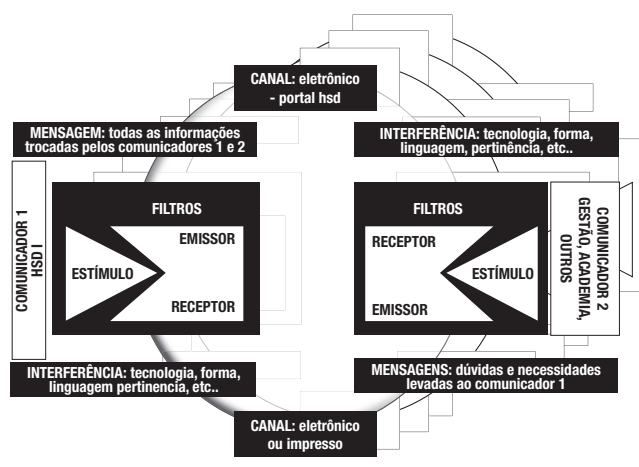 CANAL: eletrônico
- portal hsd
MENSAGEM: todas as informações
trocadas pelos comunicadores 1 e 2
INTERFERÊNCIA: tecnologia, forma,
linguagem, pertinência, etc..
COMUNICADOR 1
HSD I
FILTROS
EMISSOR
ESTÍMULO
RECEPTOR
FILTROS
RECEPTOR
ESTÍMULO
EMISSOR
COMUNICADOR 2
GESTÃO, ACADEMIA,
OUTROS
INTERFERÊNCIA: tecnologia, forma,
linguagem pertinencia, etc..
MENSAGENS: dúvidas e necessidades
levadas ao comunicador 1
CANAL: eletrônico
ou impresso